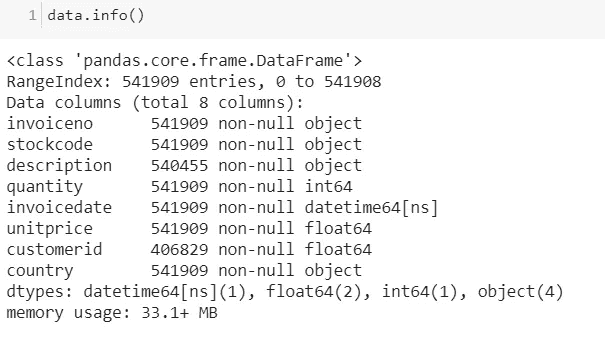 1 data.info()
<class 'pandas.core.frame.DataFrame'>
RangeIndex: 541909 entries, 0 to 541908
Data columns (total 8 columns):
invoiceno      541909 non-null object
stockcode      541909 non-null object
description    540455 non-null object
quantity       541909 non-null int64
invoicedate    541909 non-null datetime64[ns]
unitprice      541909 non-null float64
customerid     406829 non-null float64
country        541909 non-null object
dtypes: datetime64[ns](1), float64(2), int64(1), object(4)
memory usage: 33.1+ MB